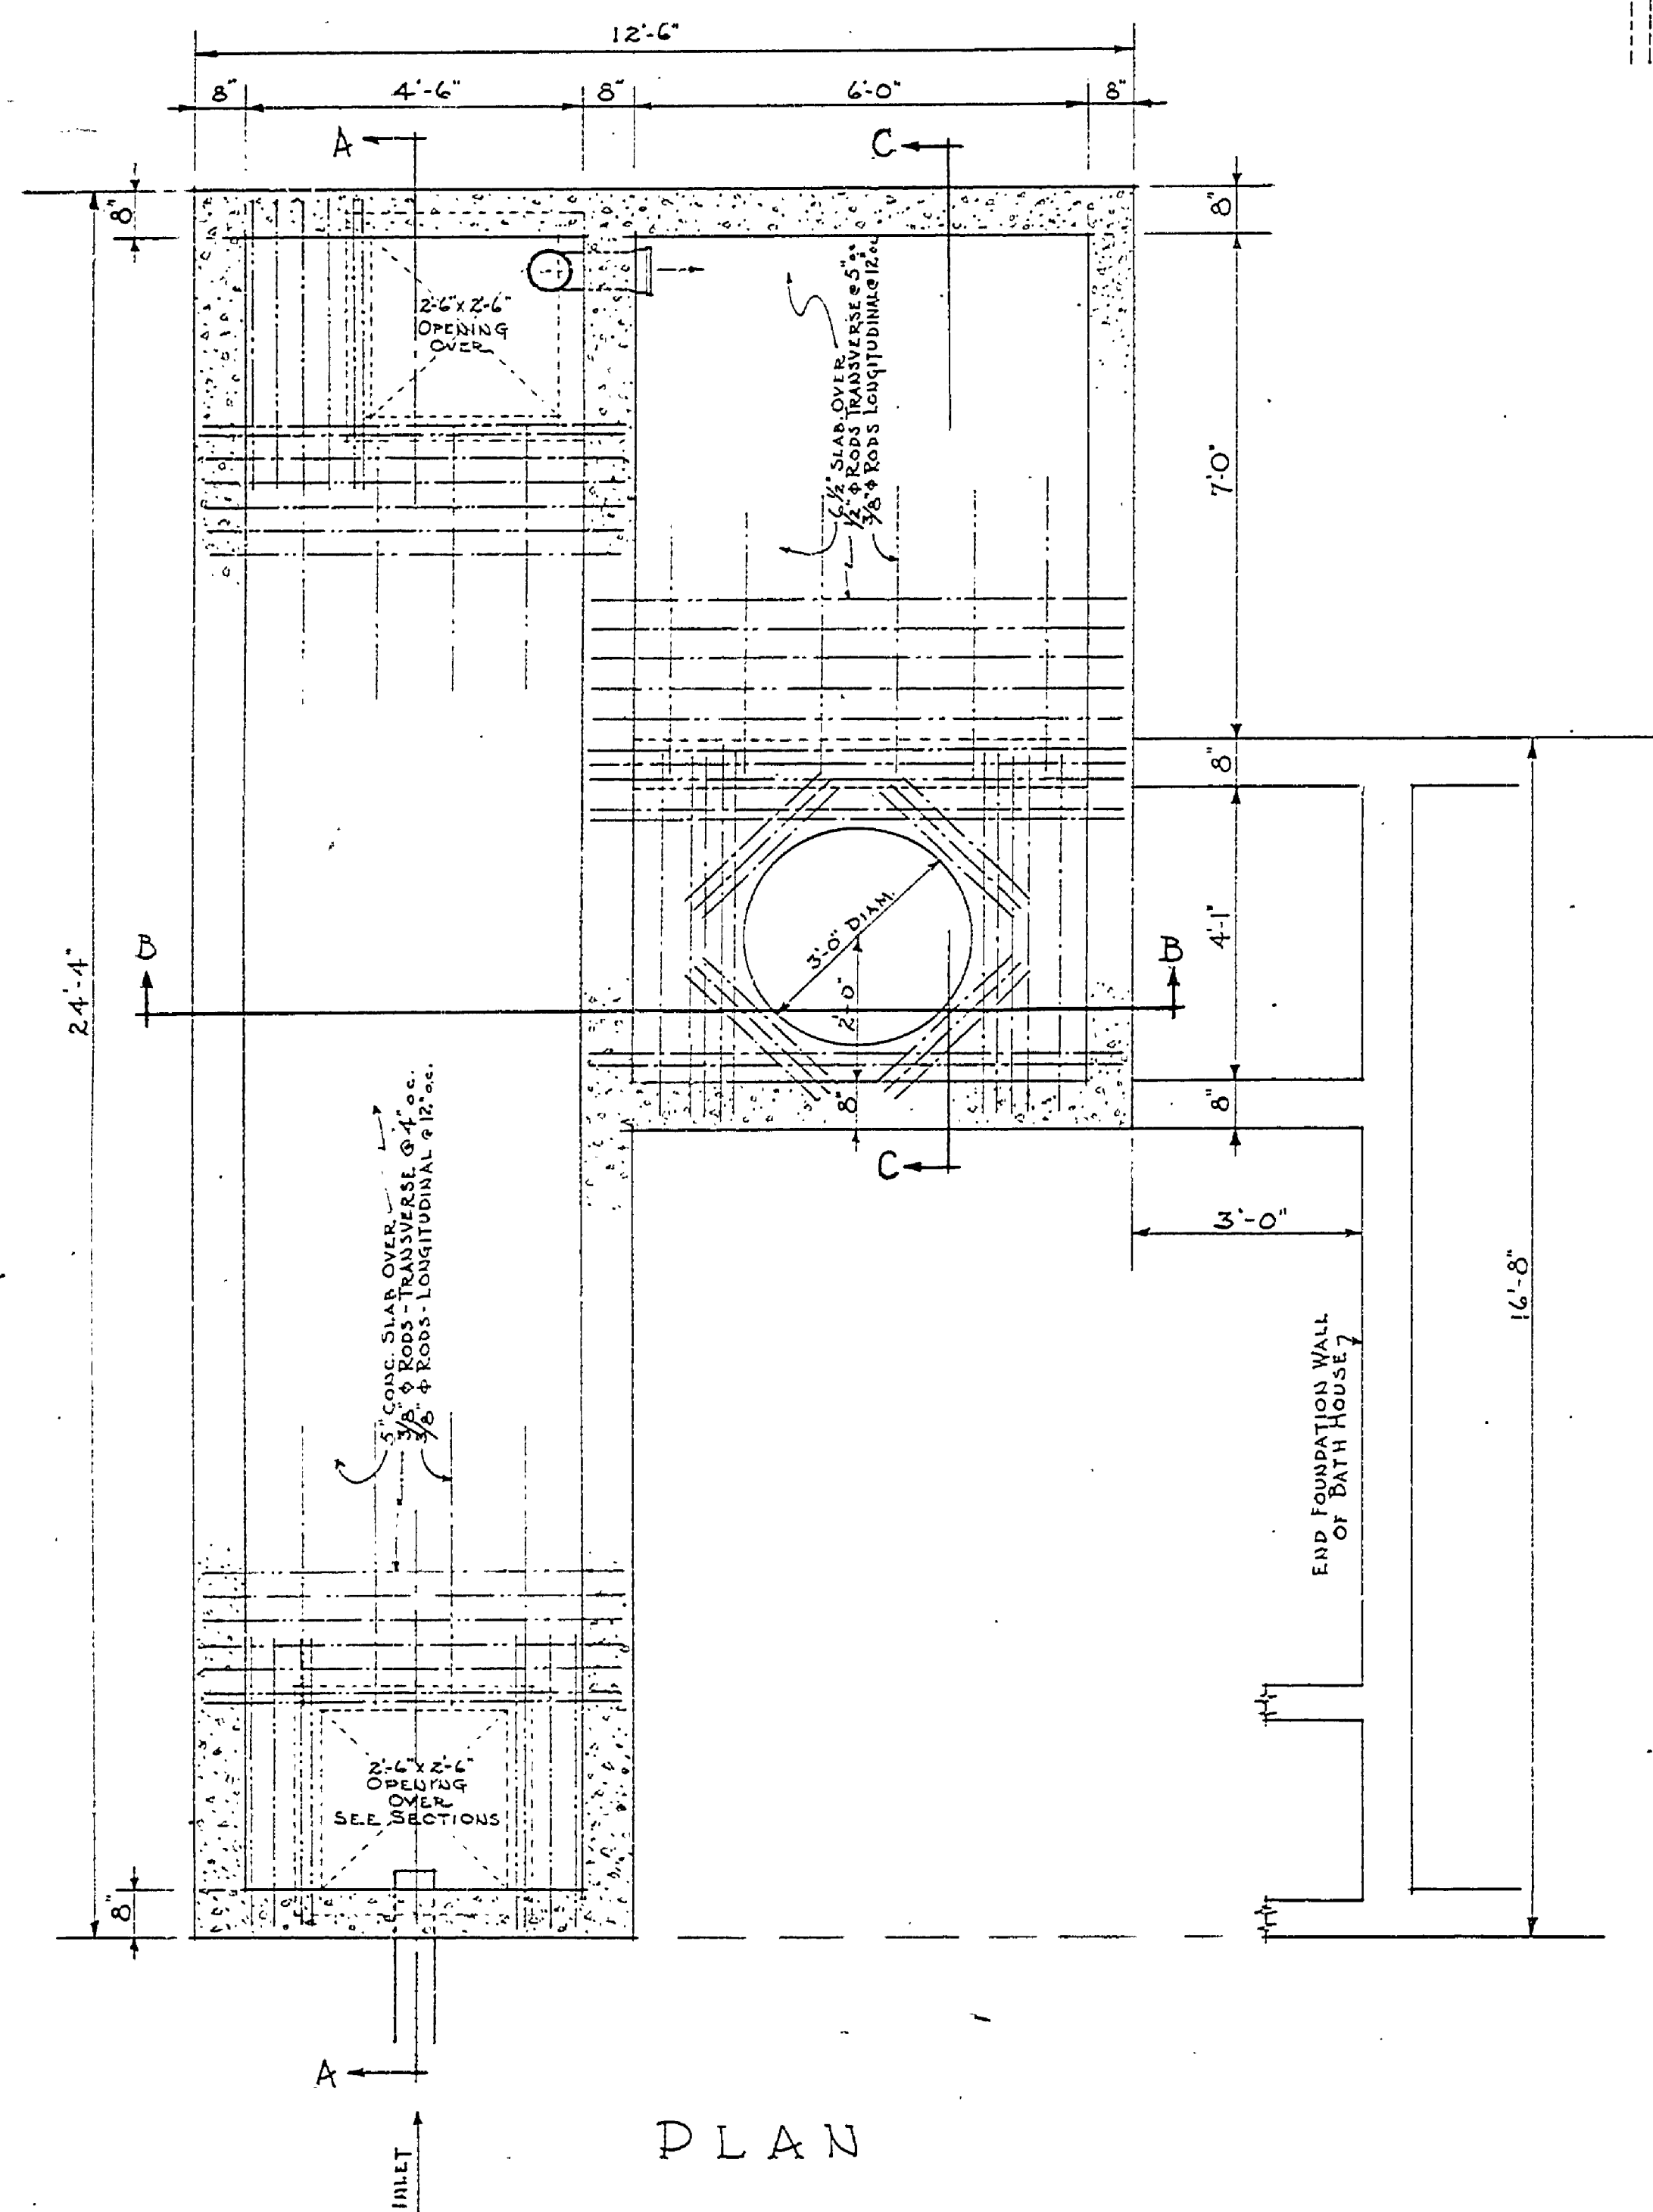 12'-6"
8" 4'-6" 8" 6'-0" 8"
A C
8" 8"
2'-6" x 2'-6"
OPENING
OVER
6 1/2" SLAB OVER
1/2" φ RODS TRANSVERSE @ 5" o.c.
3/8" φ RODS LONGITUDINAL @ 12" o.c.
7'-0"
8"
3'-0" DIAM.
4'-1"
24'-4"
B B
2'-0"
8" 8"
C
3'-0"
5" CONC. SLAB OVER
3/8" φ RODS - TRANSVERSE @ 4" o.c.
3/8" φ RODS - LONGITUDINAL @ 12" o.c.
16'-8"
END FOUNDATION WALL
OF BATH HOUSE
2'-6" x 2'-6"
OPENING
OVER
SEE SECTIONS
8"
A
PLAN
INLET